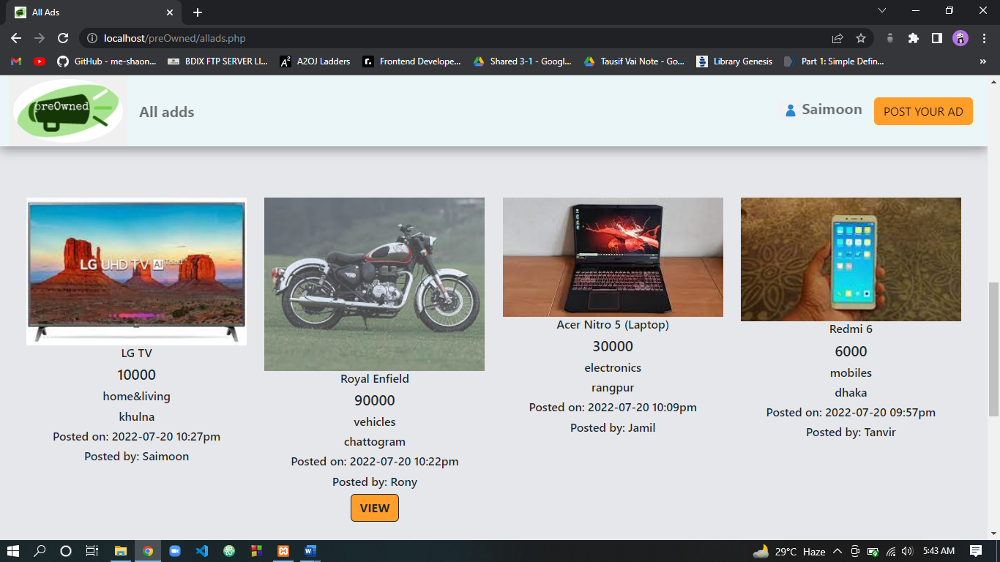 All Ads
localhost/preOwned/allads.php
GitHub - me-shaon...
BDIX FTP SERVER LI...
A2OJ Ladders
Frontend Develope...
Shared 3-1 - Googl...
Tausif Vai Note - Go...
Library Genesis
Part 1: Simple Defin...
preOwned
All adds
Saimoon
POST YOUR AD
LG UHD TV AI ThinQ
LG TV
10000
home&living
khulna
Posted on: 2022-07-20 10:27pm
Posted by: Saimoon
Royal Enfield
90000
vehicles
chattogram
Posted on: 2022-07-20 10:22pm
Posted by: Rony
VIEW
Acer Nitro 5 (Laptop)
30000
electronics
rangpur
Posted on: 2022-07-20 10:09pm
Posted by: Jamil
Redmi 6
6000
mobiles
dhaka
Posted on: 2022-07-20 09:57pm
Posted by: Tanvir
29°C Haze
5:43 AM